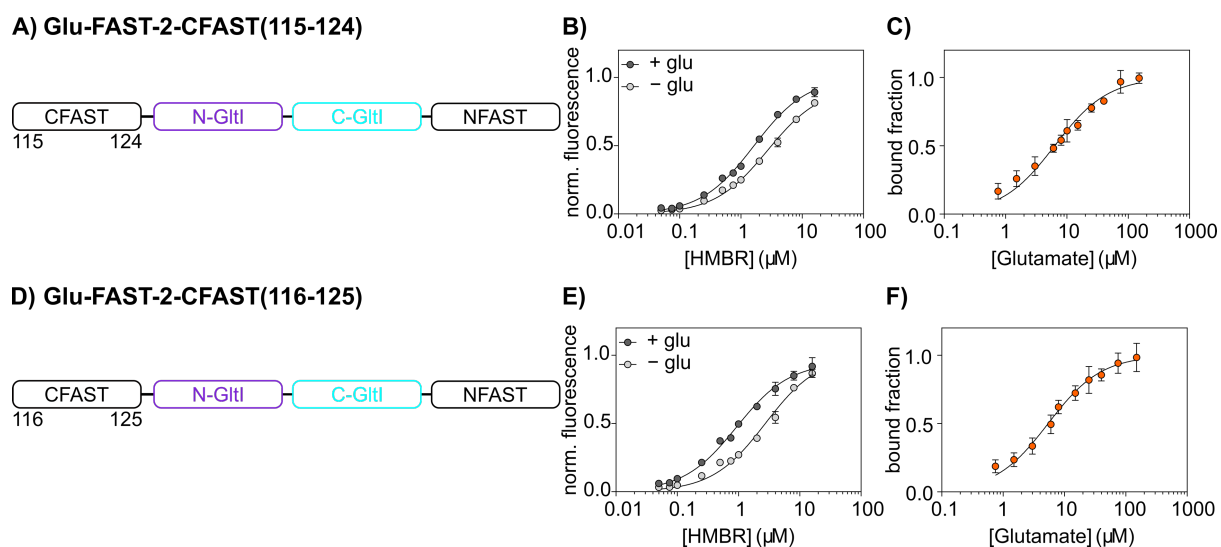 A) Glu-FAST-2-CFAST(115-124)
CFAST
N-GltI
C-GltI
NFAST
115
124
B)
+ glu
− glu
norm. fluorescence
1.0
0.5
0.0
0.01
0.1
1
10
100
[HMBR] (µM)
C)
bound fraction
1.0
0.5
0.0
0.1
1
10
100
1000
[Glutamate] (µM)
D) Glu-FAST-2-CFAST(116-125)
CFAST
N-GltI
C-GltI
NFAST
116
125
E)
+ glu
− glu
norm. fluorescence
1.0
0.5
0.0
0.01
0.1
1
10
100
[HMBR] (µM)
F)
bound fraction
1.0
0.5
0.0
0.1
1
10
100
1000
[Glutamate] (µM)